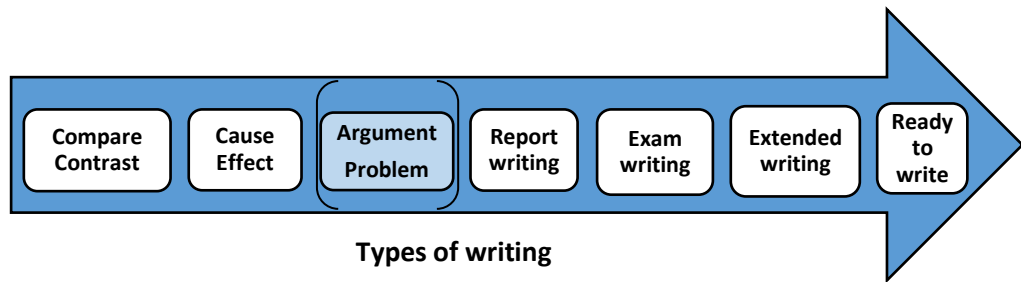 Compare
Contrast
Cause
Effect
Argument
Problem
Report
writing
Exam
writing
Extended
writing
Ready
to
write
Types of writing